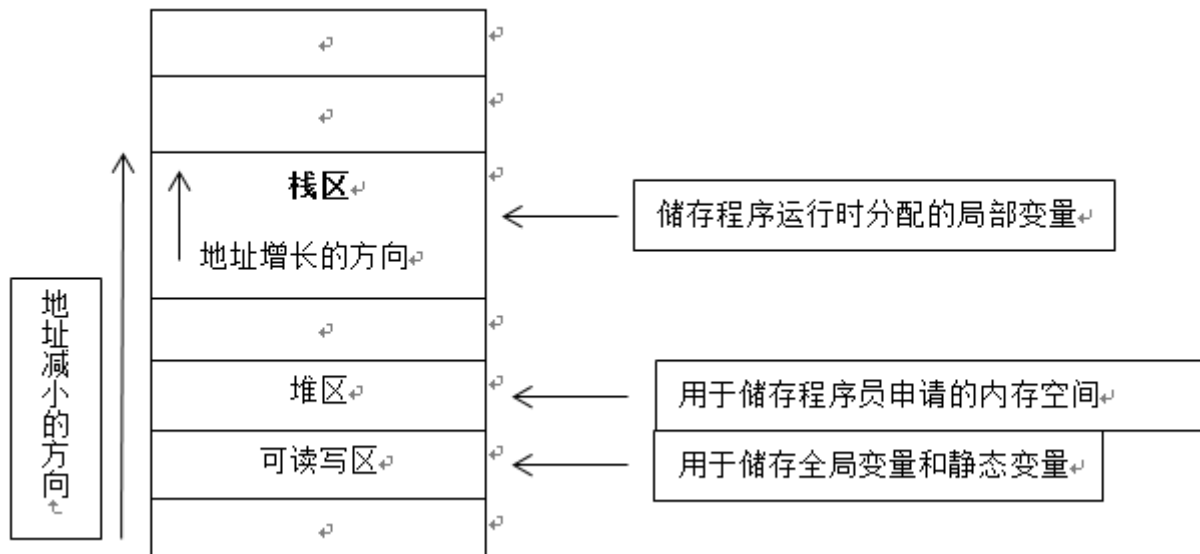 栈区
地址增长的方向
储存程序运行时分配的局部变量
地址减小的方向
堆区
用于储存程序员申请的内存空间
可读写区
用于储存全局变量和静态变量